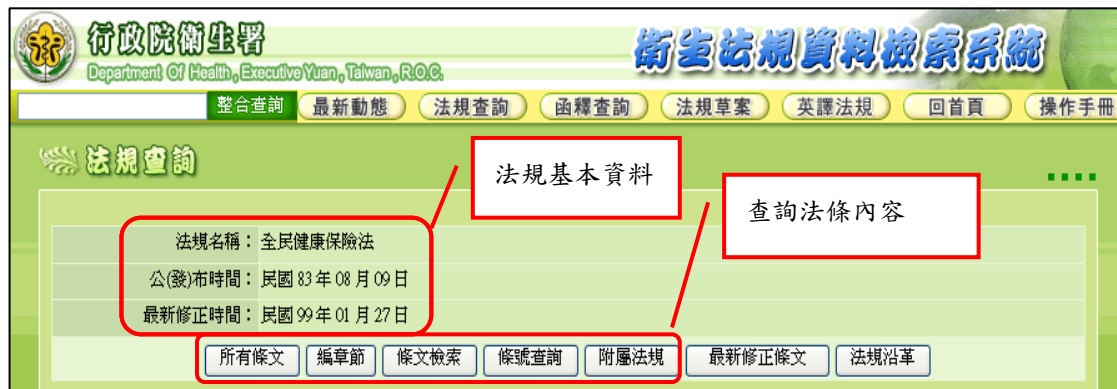 行政院衛生署
Department Of Health, Executive Yuan, Taiwan, R.O.C.
衛生法規資料檢索系統
整合查詢 最新動態 法規查詢 函釋查詢 法規草案 英譯法規 回首頁 操作手冊
法規查詢
法規基本資料
查詢法條內容
法規名稱：全民健康保險法
公(發)布時間：民國 83 年 08 月 09 日
最新修正時間：民國 99 年 01 月 27 日
所有條文 編章節 條文檢索 條號查詢 附屬法規 最新修正條文 法規沿革